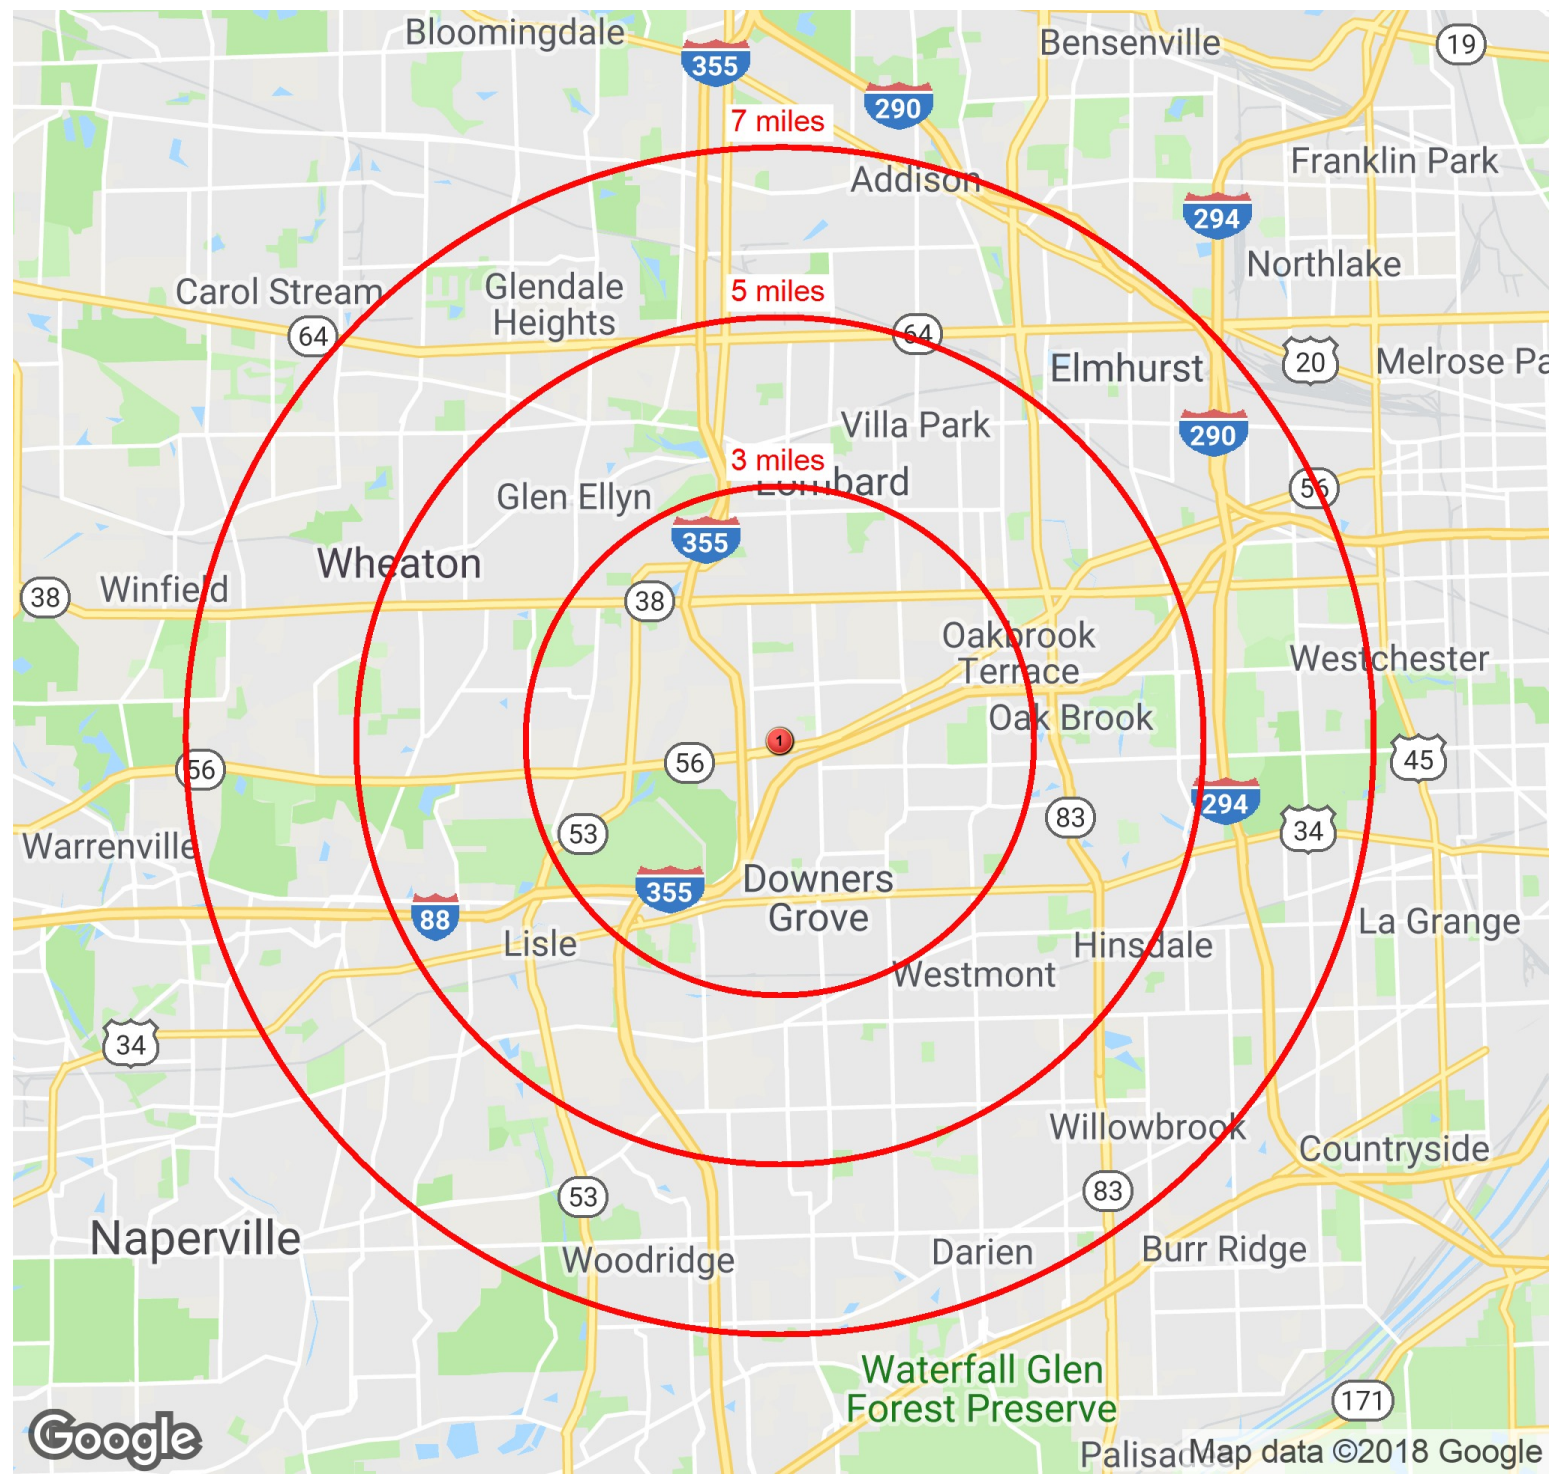 Bloomingdale
Bensenville
19
355
290
7 miles
Franklin Park
Addison
294
Northlake
Carol Stream
Glendale
Heights
5 miles
64
64
20
Melrose Pa
Elmhurst
Villa Park
290
3 miles
Lombard
Glen Ellyn
56
355
Wheaton
Winfield
38
38
Oakbrook
Terrace
Westchester
Oak Brook
1
56
56
45
294
83
34
53
Warrenville
355
Downers
Grove
88
La Grange
Lisle
Hinsdale
Westmont
34
Willowbrook
Countryside
53
83
Naperville
Woodridge
Darien
Burr Ridge
Waterfall Glen
Forest Preserve
171
Google
Palisades
Map data ©2018 Google